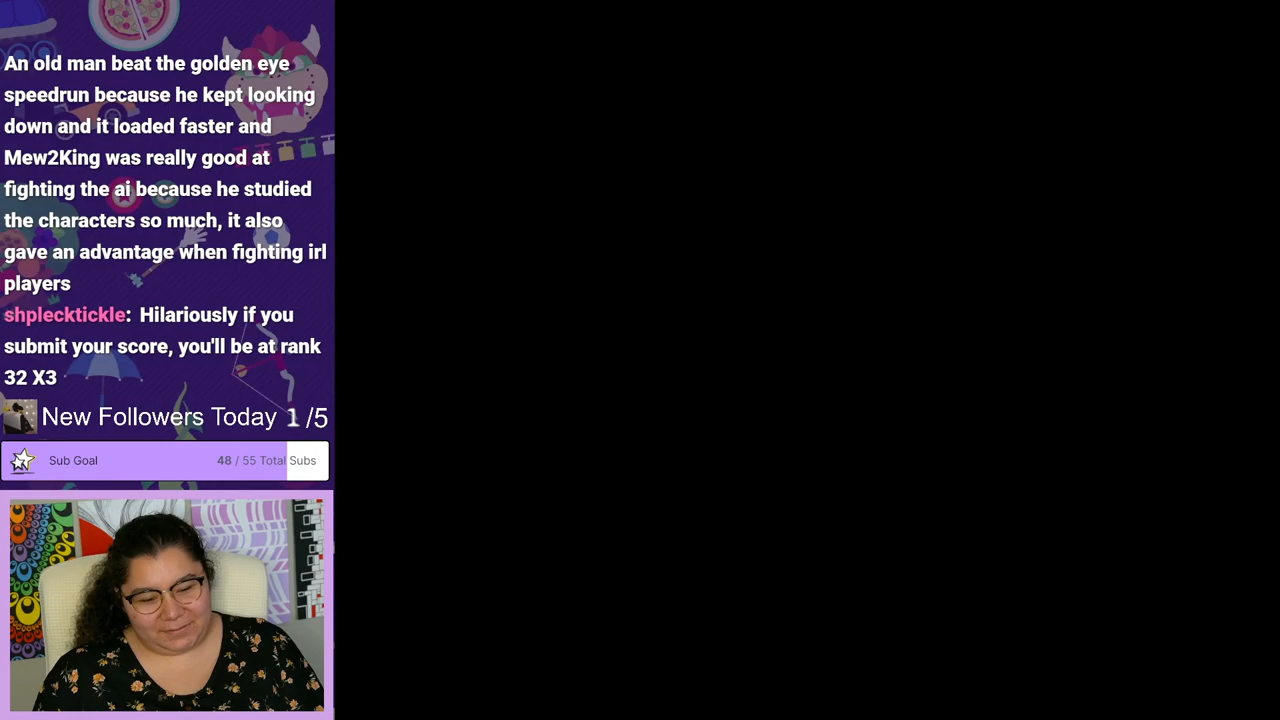 An old man beat the golden eye
speedrun because he kept looking
down and it loaded faster and
Mew2King was really good at
fighting the ai because he studied
the characters so much, it also
gave an advantage when fighting irl
players
shplecktickle: Hilariously if you
submit your score, you'll be at rank
32 X3
New Followers Today 1 /5
Sub Goal 48 / 55 Total Subs